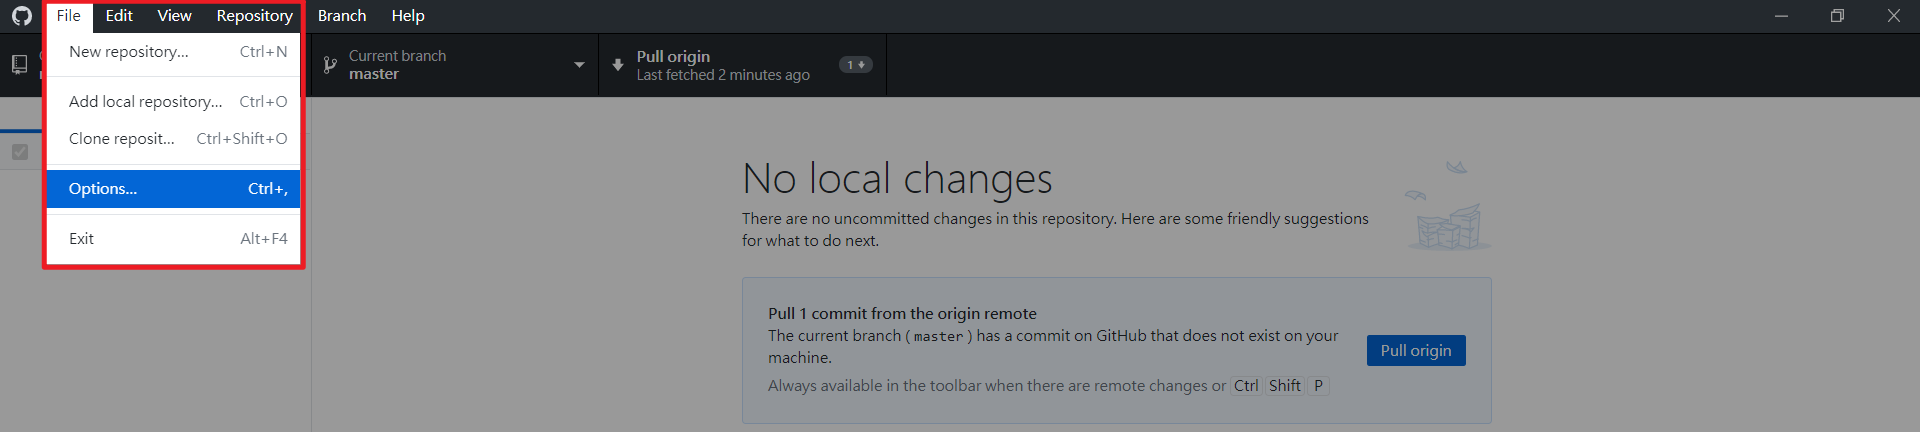 File Edit View Repository Branch Help
New repository... Ctrl+N
Add local repository... Ctrl+O
Clone reposit... Ctrl+Shift+O
Options... Ctrl+,
Exit Alt+F4
Current branch
master
Pull origin
Last fetched 2 minutes ago
1
No local changes
There are no uncommitted changes in this repository. Here are some friendly suggestions
for what to do next.
Pull 1 commit from the origin remote
The current branch ( master ) has a commit on GitHub that does not exist on your
machine.
Always available in the toolbar when there are remote changes or Ctrl Shift P
Pull origin